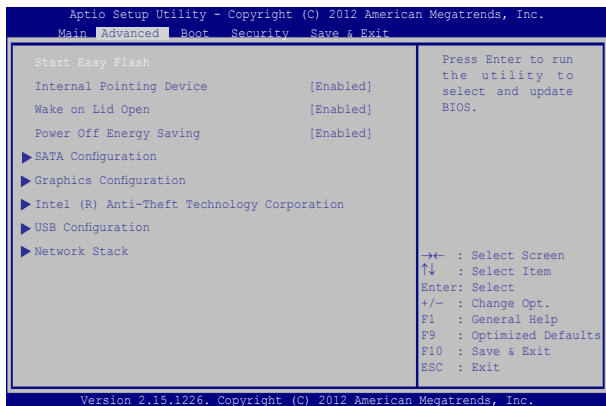 Aptio Setup Utility - Copyright (C) 2012 American Megatrends, Inc.
Main Advanced Boot Security Save & Exit
Start Easy Flash
Internal Pointing Device [Enabled]
Wake on Lid Open [Enabled]
Power Off Energy Saving [Enabled]
SATA Configuration
Graphics Configuration
Intel (R) Anti-Theft Technology Corporation
USB Configuration
Network Stack
Press Enter to run
the utility to
select and update
BIOS.
→← : Select Screen
↑↓ : Select Item
Enter: Select
+/— : Change Opt.
F1 : General Help
F9 : Optimized Defaults
F10 : Save & Exit
ESC : Exit
Version 2.15.1226. Copyright (C) 2012 American Megatrends, Inc.